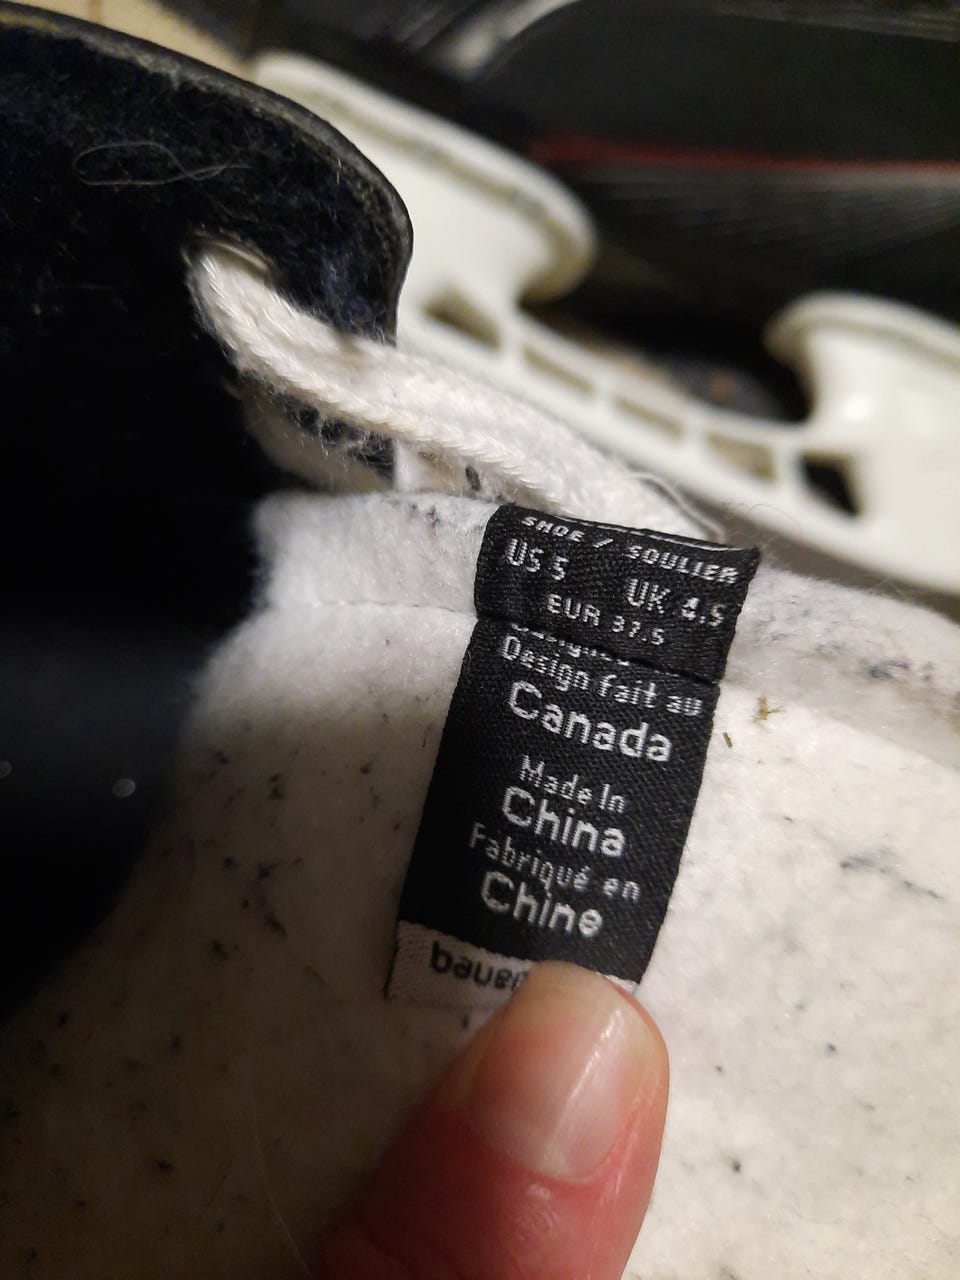 SHOE / SOULIER
US 5 UK 4.5
EUR 37.5
Design fait au
Canada
Made In
China
Fabriqué en
Chine